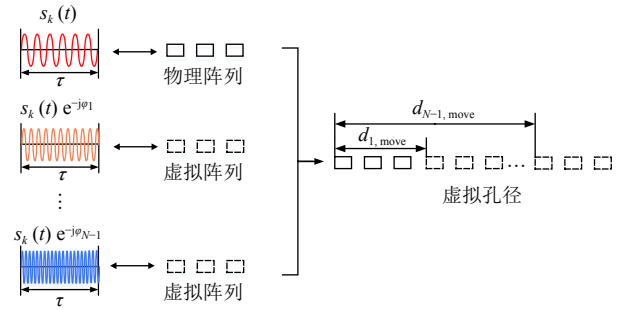 s_k (t)
τ
物理阵列
s_k (t) e^{−jφ_1}
τ
虚拟阵列
⋮
s_k (t) e^{−jφ_{N−1}}
τ
虚拟阵列
d_{N−1, move}
d_{1, move}
…
虚拟孔径